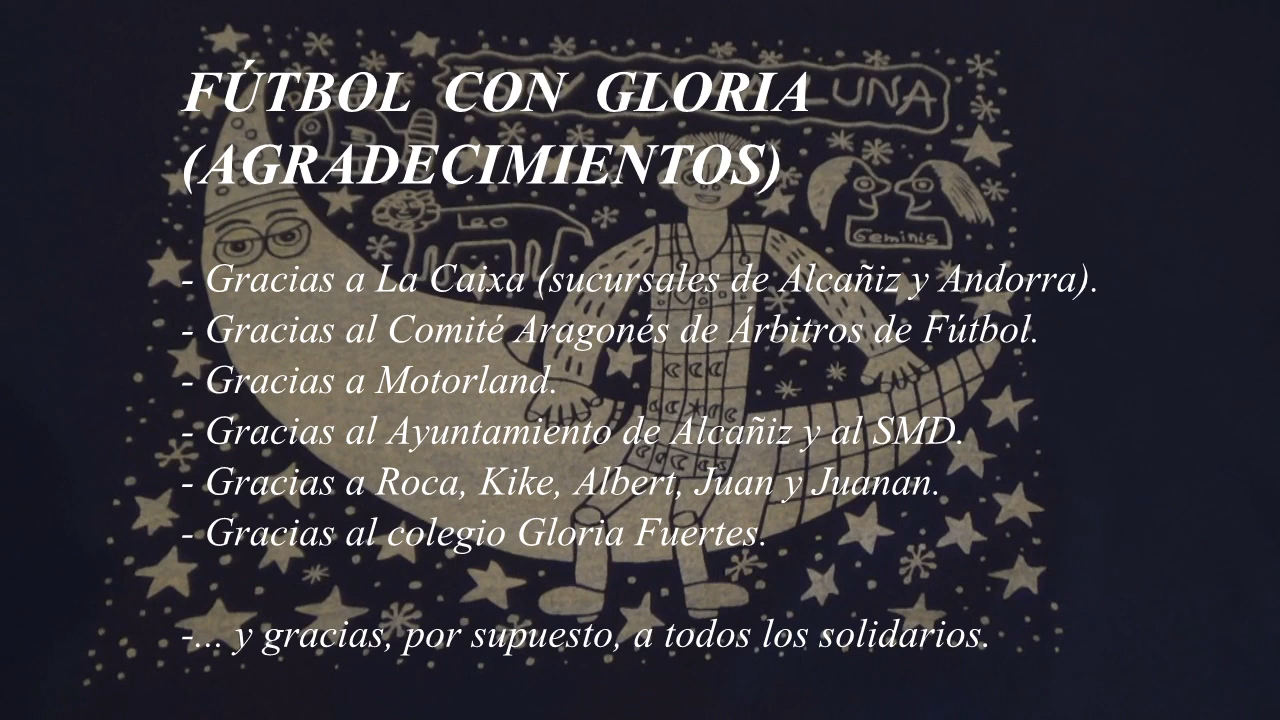 FÚTBOL CON GLORIA
(AGRADECIMIENTOS)
LUNA
Leo
Geminis
- Gracias a La Caixa (sucursales de Alcañiz y Andorra).
- Gracias al Comité Aragonés de Árbitros de Fútbol.
- Gracias a Motorland.
- Gracias al Ayuntamiento de Alcañiz y al SMD.
- Gracias a Roca, Kike, Albert, Juan y Juanan.
- Gracias al colegio Gloria Fuertes.
-... y gracias, por supuesto, a todos los solidarios.